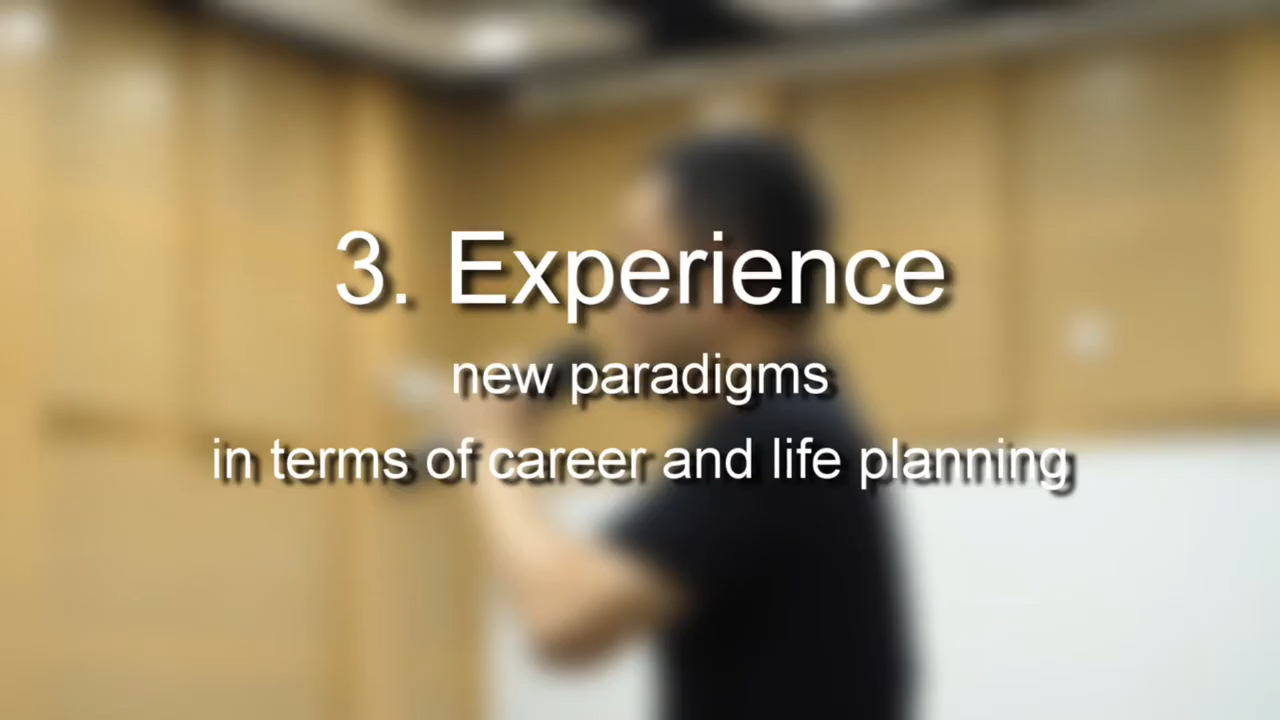 3. Experience
new paradigms
in terms of career and life planning